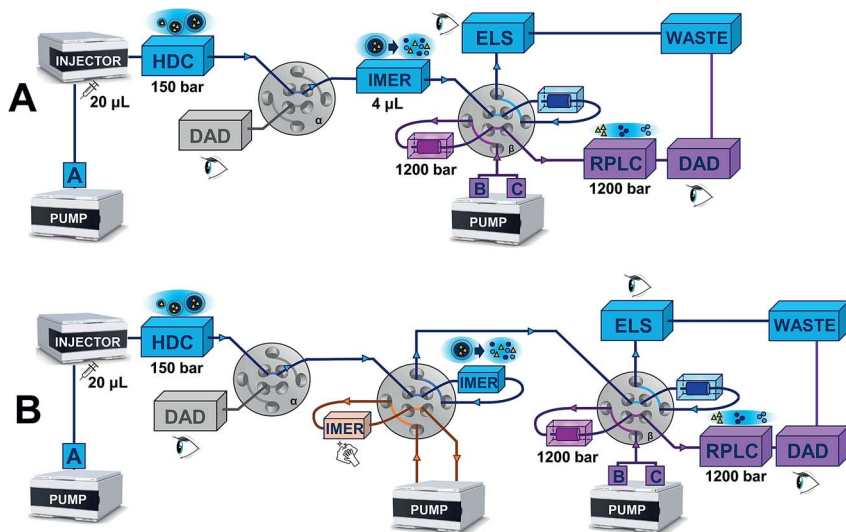 A
INJECTOR
20 µL
A
PUMP
HDC
150 bar
DAD
α
IMER
4 µL
ELS
WASTE
β
1200 bar
B C
PUMP
RPLC
1200 bar
DAD
B
INJECTOR
20 µL
A
PUMP
HDC
150 bar
DAD
α
IMER
IMER
PUMP
ELS
WASTE
β
1200 bar
B C
PUMP
RPLC
1200 bar
DAD